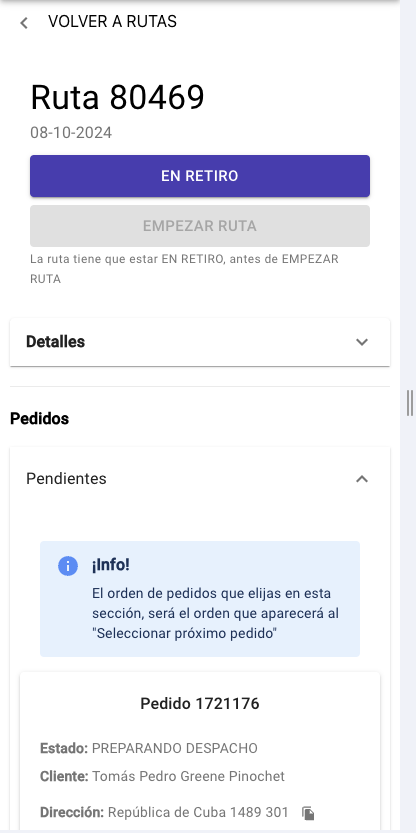 VOLVER A RUTAS
Ruta 80469
08-10-2024
EN RETIRO
EMPEZAR RUTA
La ruta tiene que estar EN RETIRO, antes de EMPEZAR
RUTA
Detalles
Pedidos
Pendientes
¡Info!
El orden de pedidos que elijas en esta
sección, será el orden que aparecerá al
"Seleccionar próximo pedido"
Pedido 1721176
Estado: PREPARANDO DESPACHO
Cliente: Tomás Pedro Greene Pinochet
Dirección: República de Cuba 1489 301